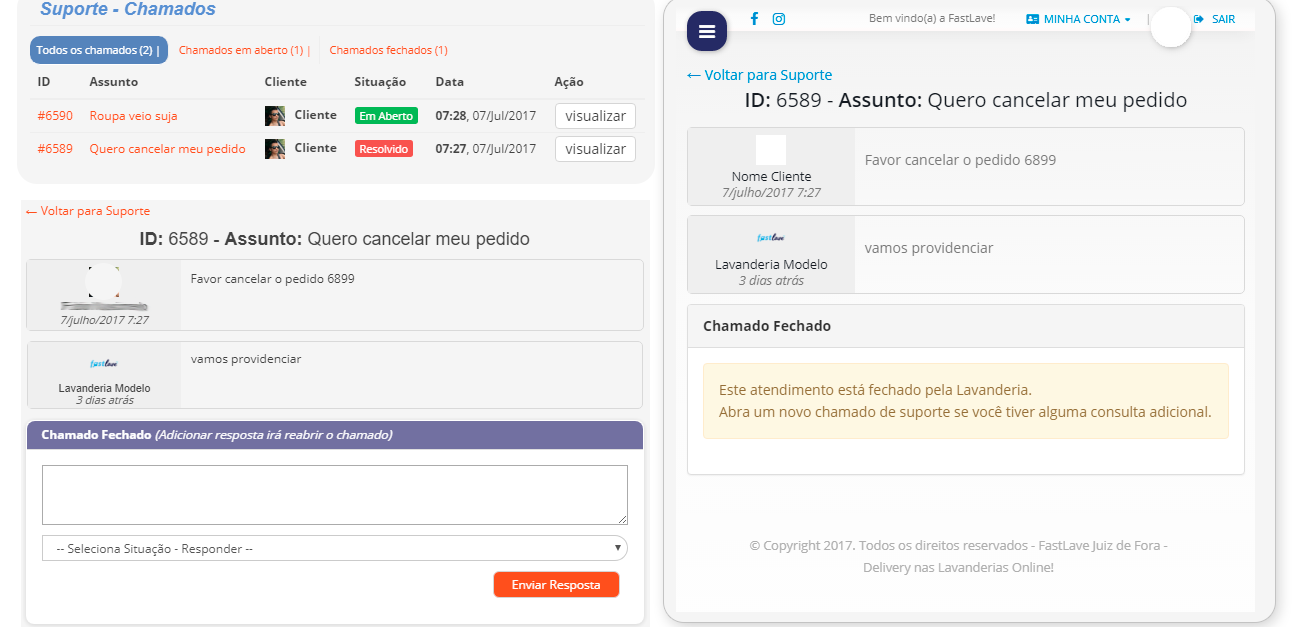 Suporte - Chamados
Todos os chamados (2) | Chamados em aberto (1) | Chamados fechados (1)
ID Assunto Cliente Situação Data Ação
#6590 Roupa veio suja Cliente Em Aberto 07:28, 07/Jul/2017 visualizar
#6589 Quero cancelar meu pedido Cliente Resolvido 07:27, 07/Jul/2017 visualizar
← Voltar para Suporte
ID: 6589 - Assunto: Quero cancelar meu pedido
Favor cancelar o pedido 6899
7/julho/2017 7:27
fastlave
vamos providenciar
Lavanderia Modelo
3 dias atrás
Chamado Fechado (Adicionar resposta irá reabrir o chamado)
-- Seleciona Situação - Responder --
Enviar Resposta
Bem vindo(a) a FastLave! MINHA CONTA | SAIR
← Voltar para Suporte
ID: 6589 - Assunto: Quero cancelar meu pedido
Favor cancelar o pedido 6899
Nome Cliente
7/julho/2017 7:27
fastlave
vamos providenciar
Lavanderia Modelo
3 dias atrás
Chamado Fechado
Este atendimento está fechado pela Lavanderia.
Abra um novo chamado de suporte se você tiver alguma consulta adicional.
© Copyright 2017. Todos os direitos reservados - FastLave Juiz de Fora -
Delivery nas Lavanderias Online!